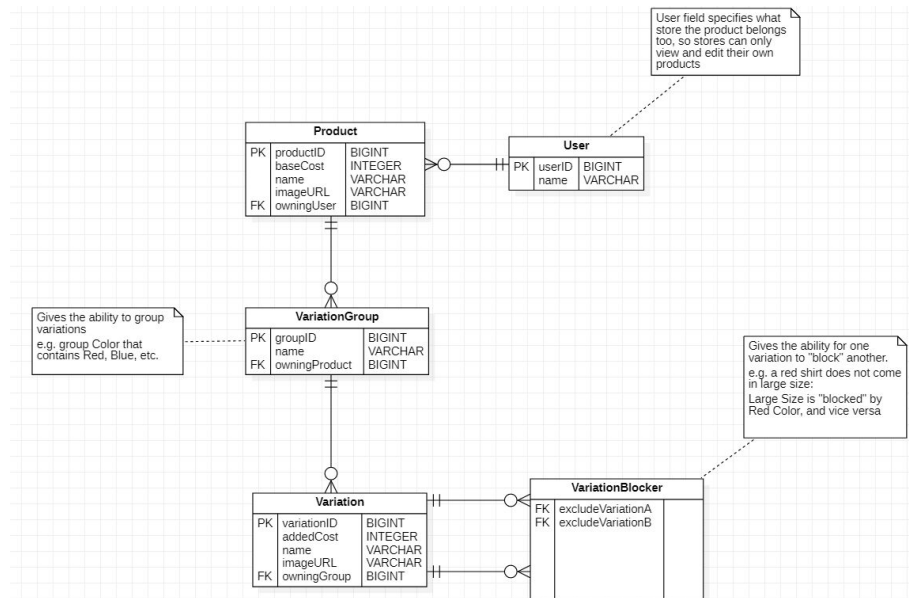 User field specifies what
store the product belongs
too, so stores can only
view and edit their own
products
Product
PK productID BIGINT
baseCost INTEGER
name VARCHAR
imageURL VARCHAR
FK owningUser BIGINT
User
PK userID BIGINT
name VARCHAR
Gives the ability to group
variations
e.g. group Color that
contains Red, Blue, etc.
VariationGroup
PK groupID BIGINT
name VARCHAR
FK owningProduct BIGINT
Gives the ability for one
variation to "block" another.
e.g. a red shirt does not come
in large size:
Large Size is "blocked" by
Red Color, and vice versa
Variation
PK variationID BIGINT
addedCost INTEGER
name VARCHAR
imageURL VARCHAR
FK owningGroup BIGINT
VariationBlocker
FK excludeVariationA
FK excludeVariationB